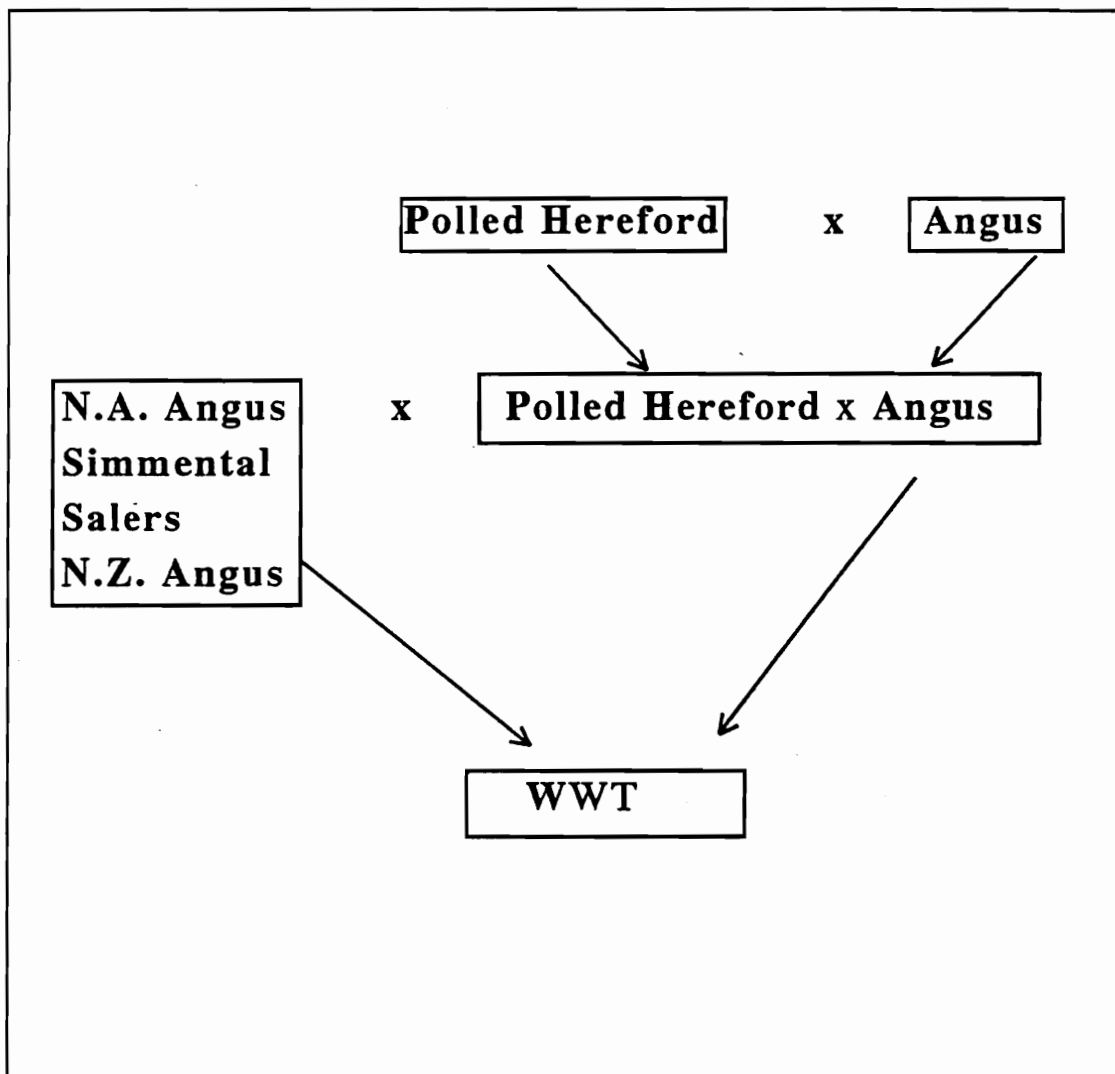 Polled Hereford x Angus
N.A. Angus
Simmental
Salers
N.Z. Angus
x
Polled Hereford x Angus
WWT